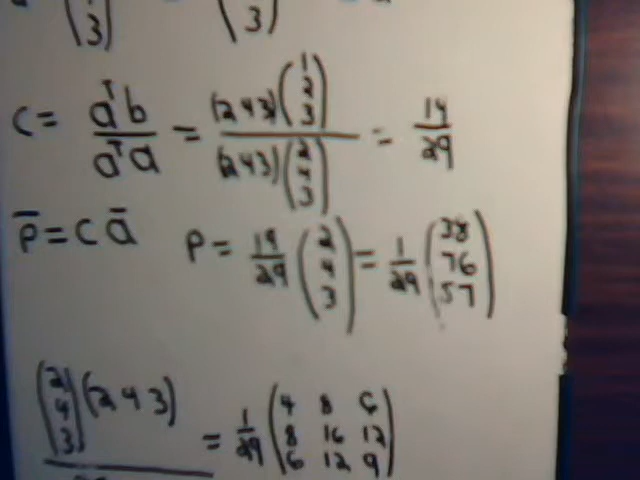 3) 3)
C = aᵀb / aᵀa = (2 4 3)(1 2 3) / (2 4 3)(2 4 3) = 19/29
p̄ = c ā P = 19/29 (2 4 3) = 1/29 (38 76 57)
(2 4 3)(2 4 3) = 1/29 (4 8 6
8 16 12
6 12 9)